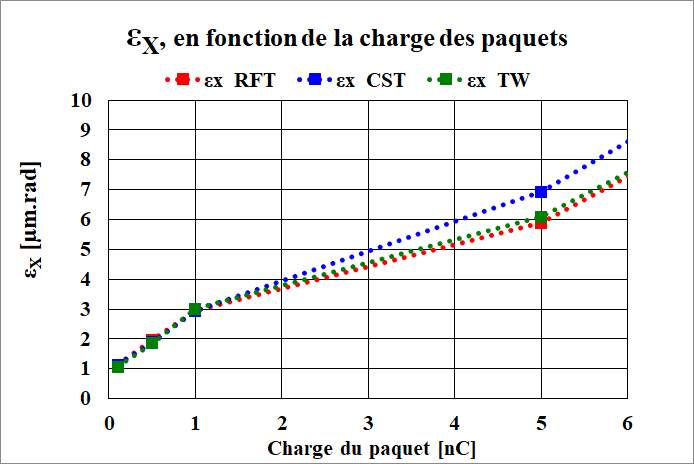 εX, en fonction de la charge des paquets
εx RFT εx CST εx TW
10
9
8
7
6
5
4
3
2
1
0
εX [µm.rad]
0 1 2 3 4 5 6
Charge du paquet [nC]